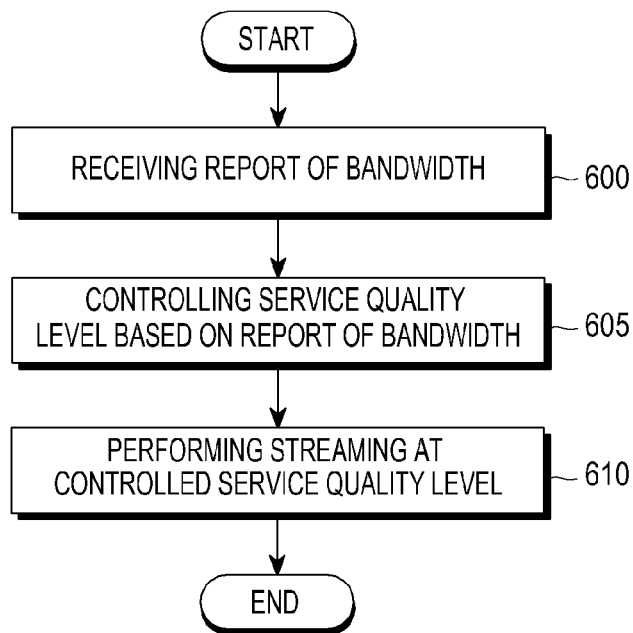 START
RECEIVING REPORT OF BANDWIDTH
600
CONTROLLING SERVICE QUALITY
LEVEL BASED ON REPORT OF BANDWIDTH
605
PERFORMING STREAMING AT
CONTROLLED SERVICE QUALITY LEVEL
610
END